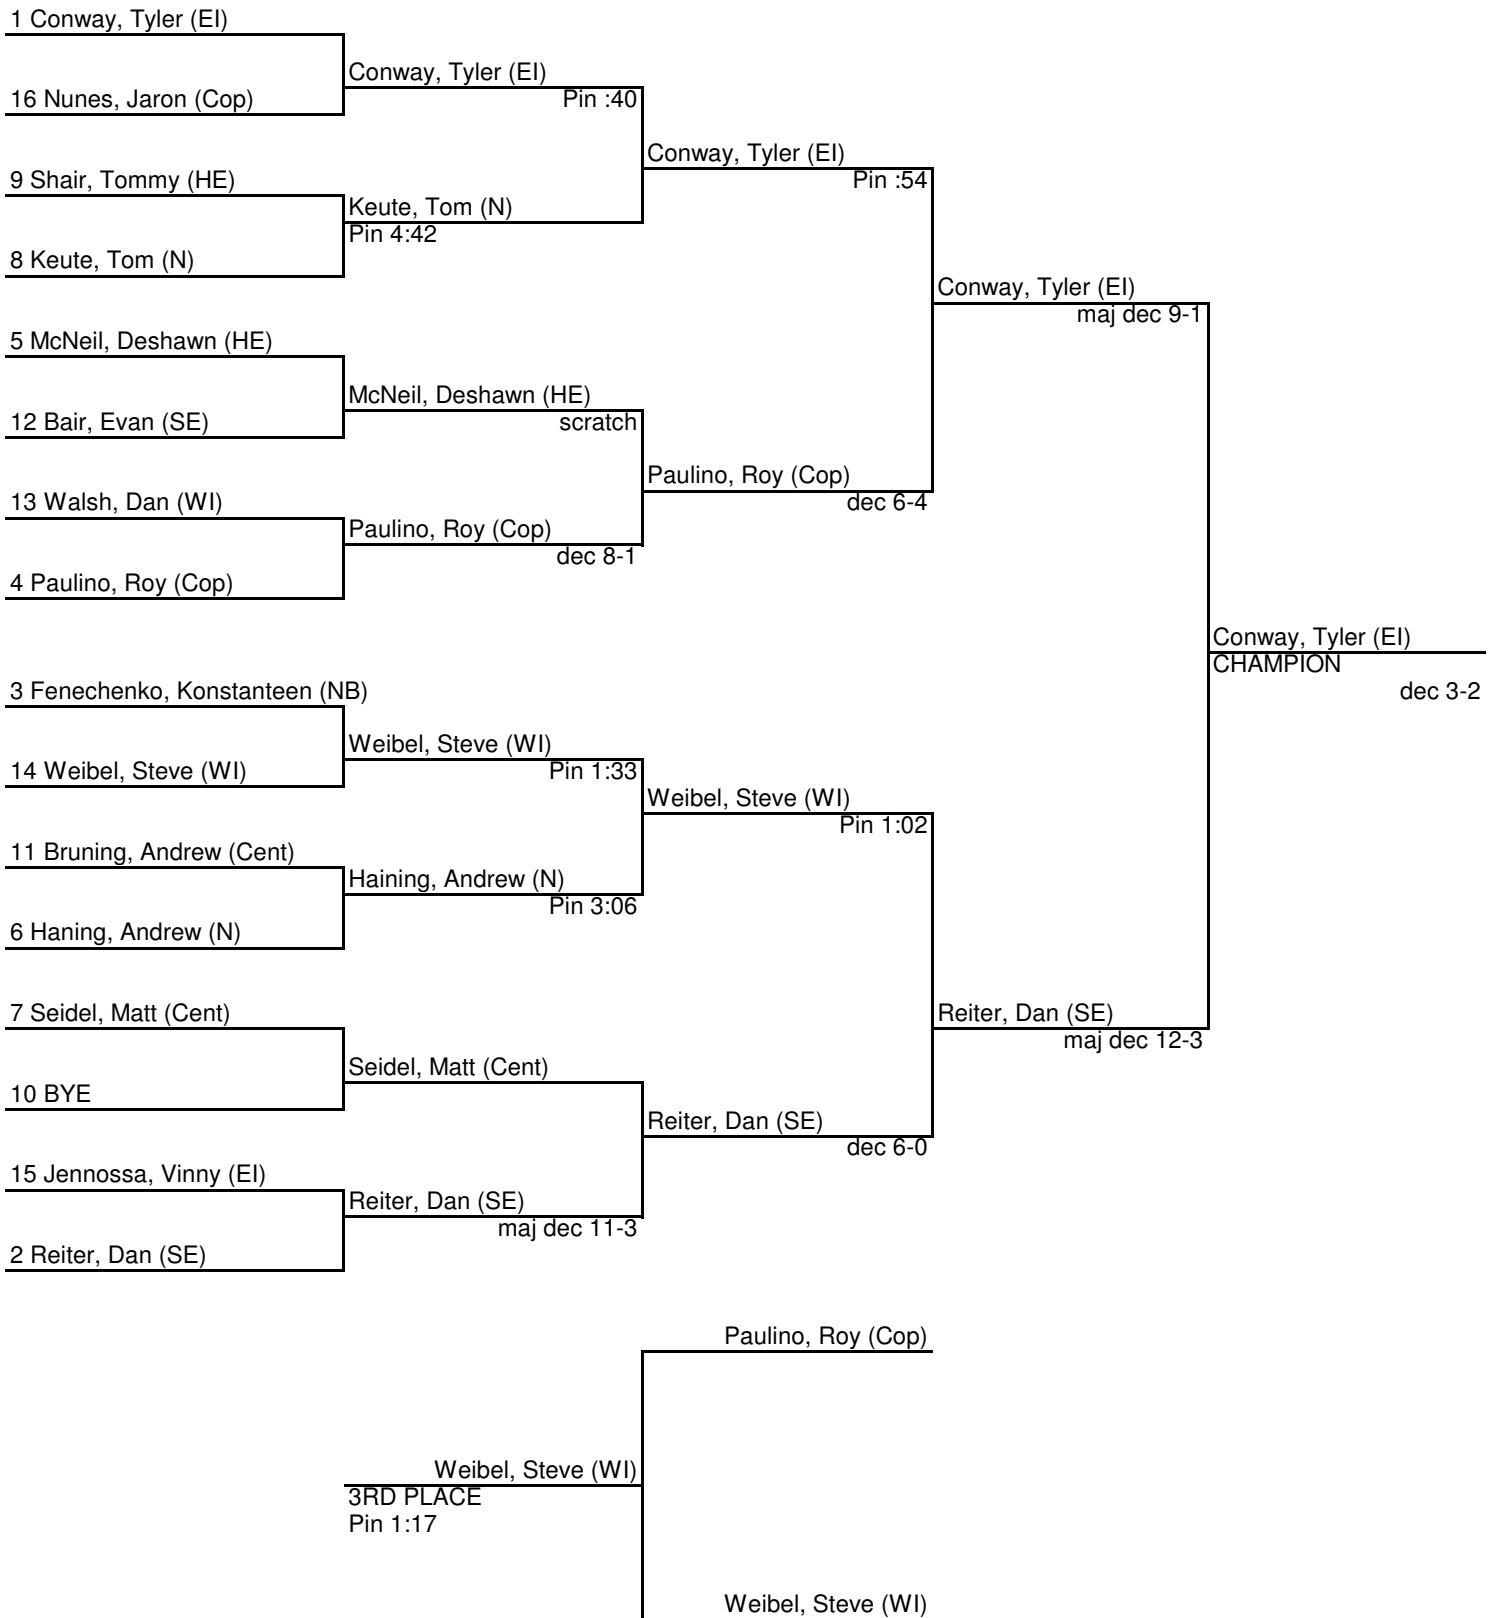 1 Conway, Tyler (EI)
Conway, Tyler (EI)
16 Nunes, Jaron (Cop)
Pin :40
Conway, Tyler (EI)
9 Shair, Tommy (HE)
Pin :54
Keute, Tom (N)
Pin 4:42
8 Keute, Tom (N)
Conway, Tyler (EI)
maj dec 9-1
5 McNeil, Deshawn (HE)
McNeil, Deshawn (HE)
12 Bair, Evan (SE)
scratch
Paulino, Roy (Cop)
13 Walsh, Dan (WI)
dec 6-4
Paulino, Roy (Cop)
dec 8-1
4 Paulino, Roy (Cop)
Conway, Tyler (EI)
CHAMPION
3 Fenechenko, Konstanteen (NB)
dec 3-2
Weibel, Steve (WI)
14 Weibel, Steve (WI)
Pin 1:33
Weibel, Steve (WI)
Pin 1:02
11 Bruning, Andrew (Cent)
Haining, Andrew (N)
Pin 3:06
6 Haning, Andrew (N)
7 Seidel, Matt (Cent)
Reiter, Dan (SE)
maj dec 12-3
Seidel, Matt (Cent)
10 BYE
Reiter, Dan (SE)
dec 6-0
15 Jennossa, Vinny (EI)
Reiter, Dan (SE)
maj dec 11-3
2 Reiter, Dan (SE)
Paulino, Roy (Cop)
Weibel, Steve (WI)
3RD PLACE
Pin 1:17
Weibel, Steve (WI)